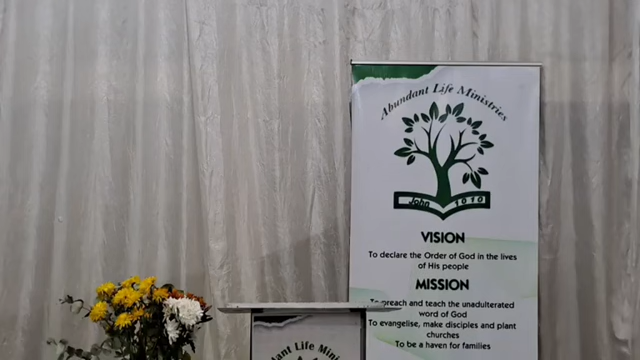 Abundant Life Ministries
John 10 10
VISION
To declare the Order of God in the lives
of His people
MISSION
To preach and teach the unadulterated
word of God
To evangelise, make disciples and plant
churches
To be a haven for families
Life